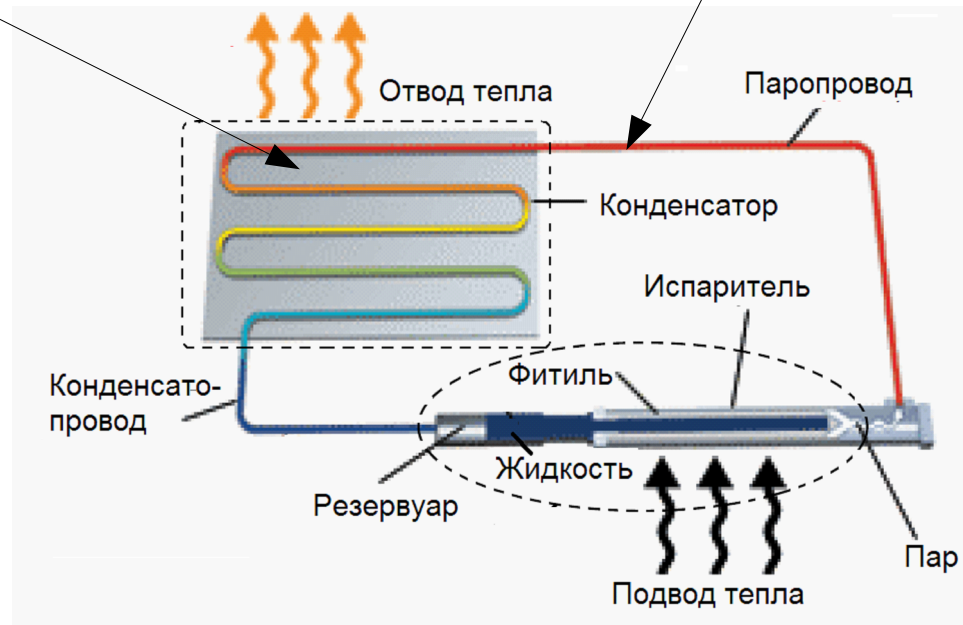 Отвод тепла
Паропровод
Конденсатор
Испаритель
Фитиль
Конденсато-
провод
Жидкость
Резервуар
Пар
Подвод тепла